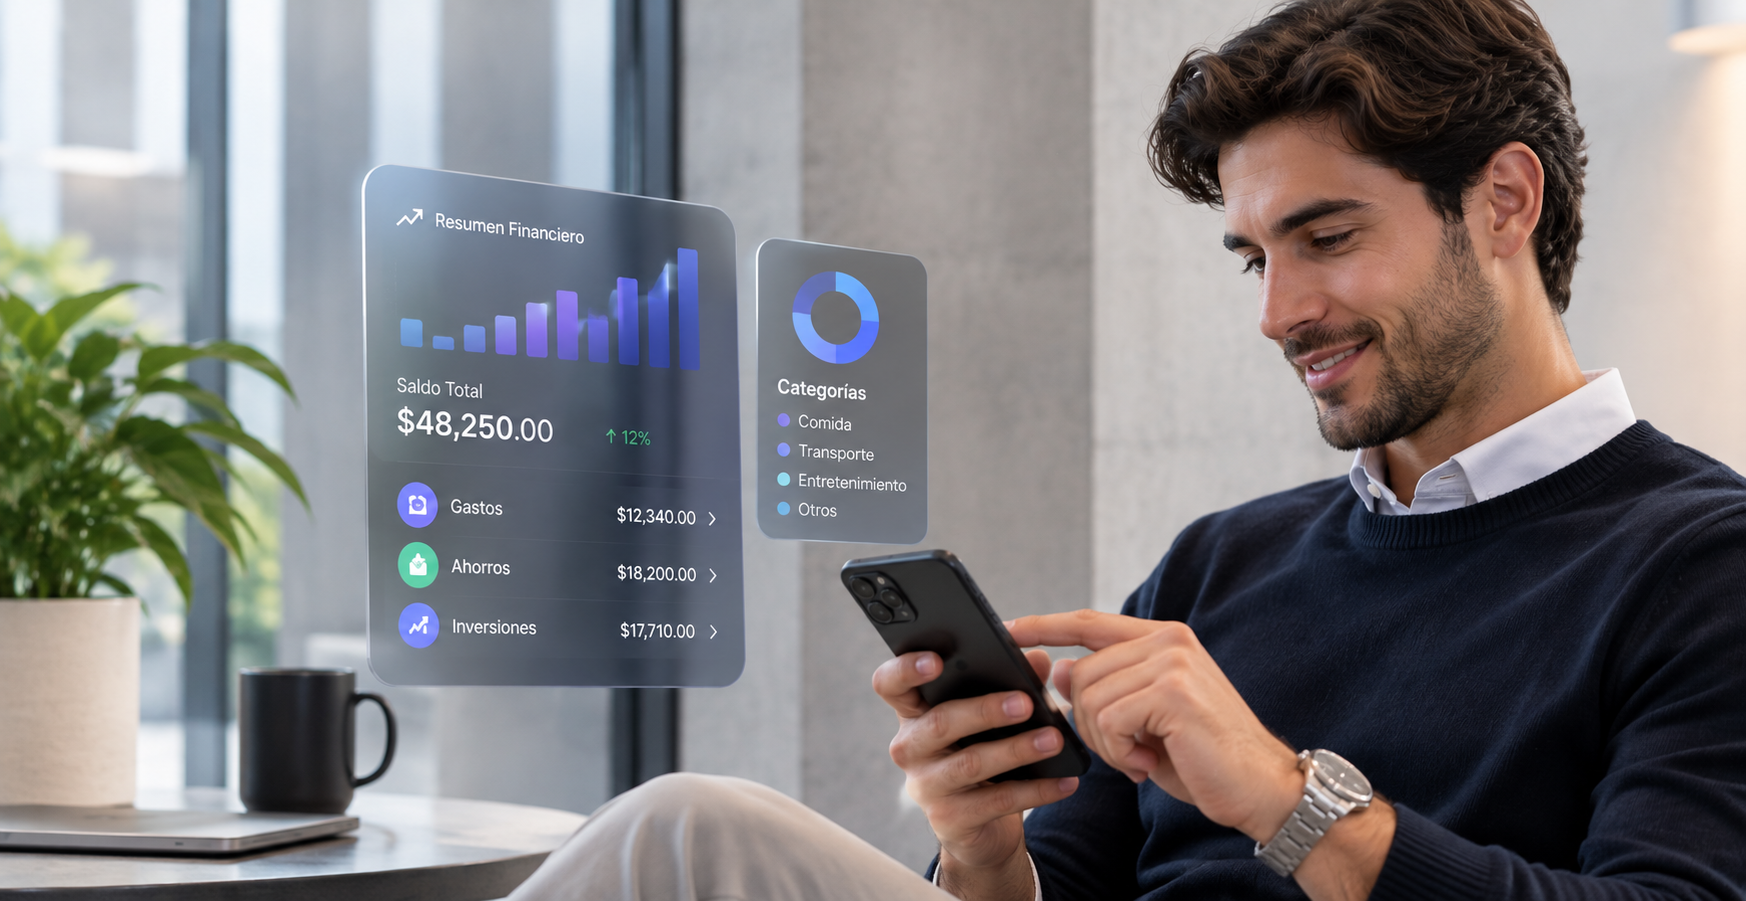 Resumen Financiero
Saldo Total
$48,250.00
↑ 12%
Gastos
$12,340.00
Ahorros
$18,200.00
Inversiones
$17,710.00
Categorías
Comida
Transporte
Entretenimiento
Otros